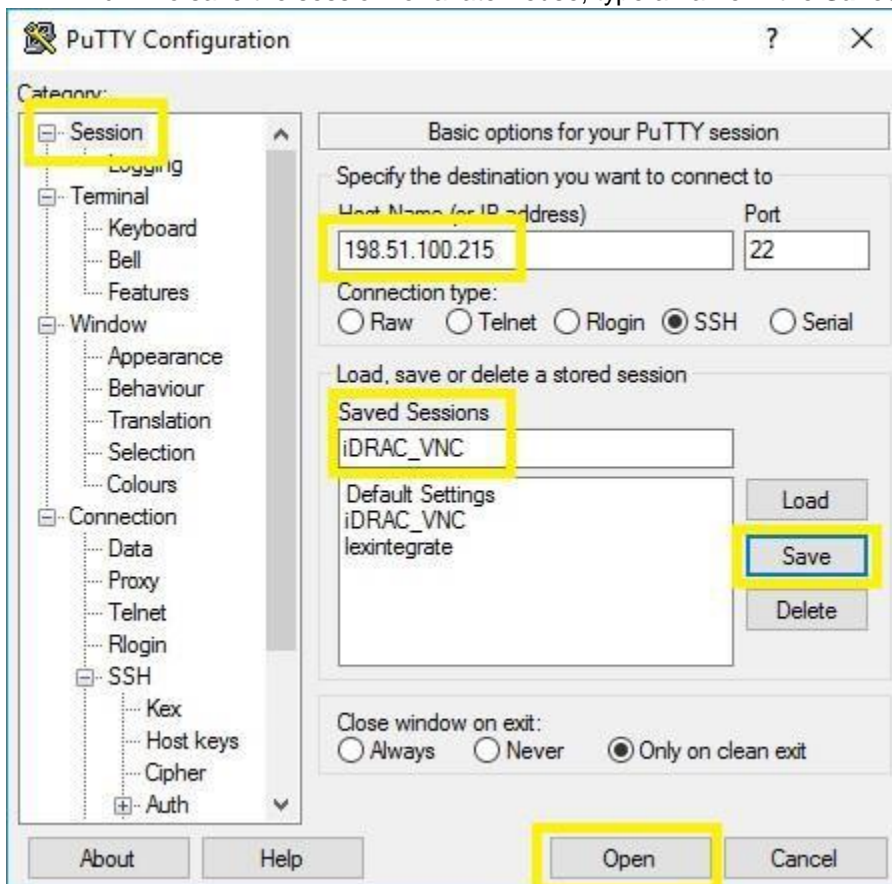 PuTTY Configuration
? X
Category:
Session
Logging
Terminal
Keyboard
Bell
Features
Window
Appearance
Behaviour
Translation
Selection
Colours
Connection
Data
Proxy
Telnet
Rlogin
SSH
Kex
Host keys
Cipher
Auth
Basic options for your PuTTY session
Specify the destination you want to connect to
Host Name (or IP address) Port
198.51.100.215 22
Connection type:
Raw Telnet Rlogin SSH Serial
Load, save or delete a stored session
Saved Sessions
iDRAC_VNC
Default Settings
iDRAC_VNC
lexintegrate
Load
Save
Delete
Close window on exit:
Always Never Only on clean exit
About Help Open Cancel